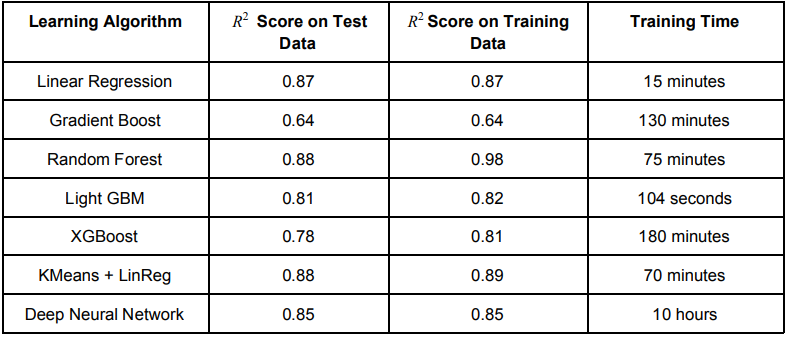 Learning Algorithm R² Score on Test Data R² Score on Training Data Training Time
Linear Regression 0.87 0.87 15 minutes
Gradient Boost 0.64 0.64 130 minutes
Random Forest 0.88 0.98 75 minutes
Light GBM 0.81 0.82 104 seconds
XGBoost 0.78 0.81 180 minutes
KMeans + LinReg 0.88 0.89 70 minutes
Deep Neural Network 0.85 0.85 10 hours